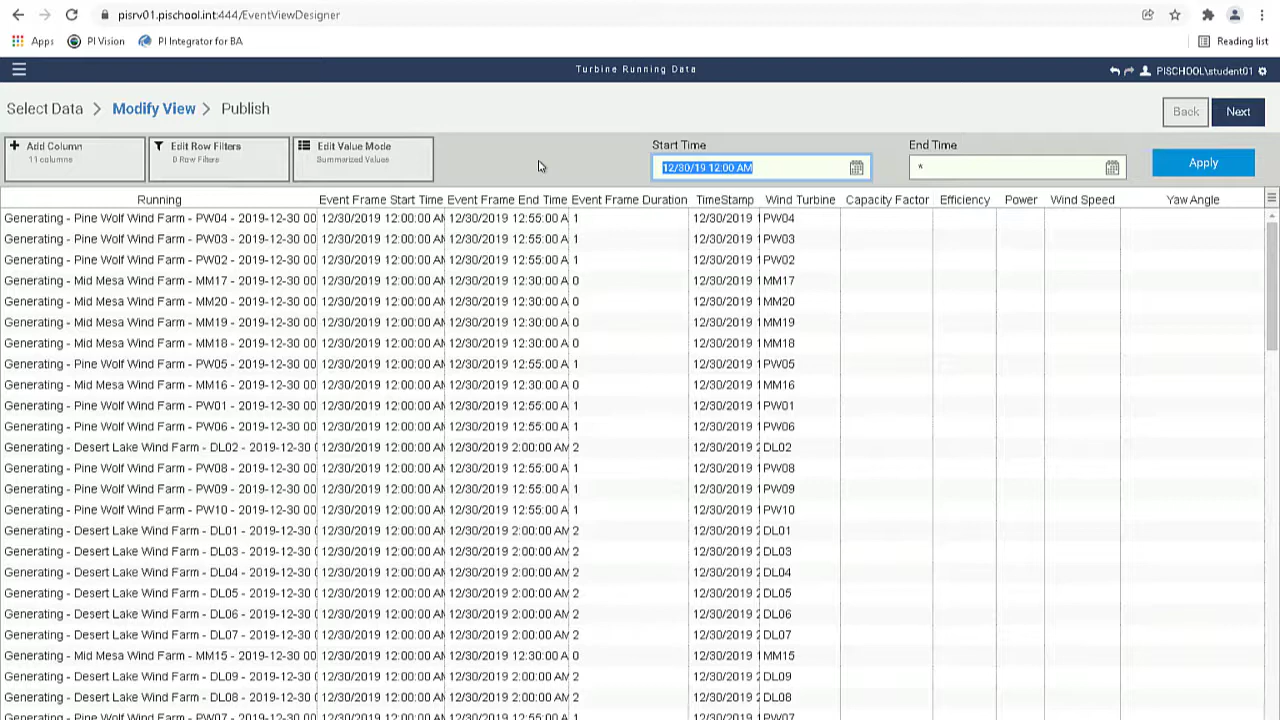 pisrv01.pischool.int:444/EventViewDesigner
Apps PI Vision PI Integrator for BA Reading list
Turbine Running Data PISCHOOL\student01
Select Data > Modify View > Publish Back Next
Add Column Edit Row Filters Edit Value Mode Start Time End Time
11 columns 0 Row Filters Summarized Values 12/30/19 12:00 AM * Apply
Running Event Frame Start Time Event Frame End Time Event Frame Duration TimeStamp Wind Turbine Capacity Factor Efficiency Power Wind Speed Yaw Angle
Generating - Pine Wolf Wind Farm - PW04 - 2019-12-30 00 12/30/2019 12:00:00 AM 12/30/2019 12:55:00 A 1 12/30/2019 1 PW04
Generating - Pine Wolf Wind Farm - PW03 - 2019-12-30 00 12/30/2019 12:00:00 AM 12/30/2019 12:55:00 A 1 12/30/2019 1 PW03
Generating - Pine Wolf Wind Farm - PW02 - 2019-12-30 00 12/30/2019 12:00:00 AM 12/30/2019 12:55:00 A 1 12/30/2019 1 PW02
Generating - Mid Mesa Wind Farm - MM17 - 2019-12-30 00 12/30/2019 12:00:00 AM 12/30/2019 12:30:00 A 0 12/30/2019 1 MM17
Generating - Mid Mesa Wind Farm - MM20 - 2019-12-30 00 12/30/2019 12:00:00 AM 12/30/2019 12:30:00 A 0 12/30/2019 1 MM20
Generating - Mid Mesa Wind Farm - MM19 - 2019-12-30 00 12/30/2019 12:00:00 AM 12/30/2019 12:30:00 A 0 12/30/2019 1 MM19
Generating - Mid Mesa Wind Farm - MM18 - 2019-12-30 00 12/30/2019 12:00:00 AM 12/30/2019 12:30:00 A 0 12/30/2019 1 MM18
Generating - Pine Wolf Wind Farm - PW05 - 2019-12-30 00 12/30/2019 12:00:00 AM 12/30/2019 12:55:00 A 1 12/30/2019 1 PW05
Generating - Mid Mesa Wind Farm - MM16 - 2019-12-30 00 12/30/2019 12:00:00 AM 12/30/2019 12:30:00 A 0 12/30/2019 1 MM16
Generating - Pine Wolf Wind Farm - PW01 - 2019-12-30 00 12/30/2019 12:00:00 AM 12/30/2019 12:55:00 A 1 12/30/2019 1 PW01
Generating - Pine Wolf Wind Farm - PW06 - 2019-12-30 00 12/30/2019 12:00:00 AM 12/30/2019 12:55:00 A 1 12/30/2019 1 PW06
Generating - Desert Lake Wind Farm - DL02 - 2019-12-30 0 12/30/2019 12:00:00 AM 12/30/2019 2:00:00 AM 2 12/30/2019 2 DL02
Generating - Pine Wolf Wind Farm - PW08 - 2019-12-30 00 12/30/2019 12:00:00 AM 12/30/2019 12:55:00 A 1 12/30/2019 1 PW08
Generating - Pine Wolf Wind Farm - PW09 - 2019-12-30 00 12/30/2019 12:00:00 AM 12/30/2019 12:55:00 A 1 12/30/2019 1 PW09
Generating - Pine Wolf Wind Farm - PW10 - 2019-12-30 00 12/30/2019 12:00:00 AM 12/30/2019 12:55:00 A 1 12/30/2019 1 PW10
Generating - Desert Lake Wind Farm - DL01 - 2019-12-30 0 12/30/2019 12:00:00 AM 12/30/2019 2:00:00 AM 2 12/30/2019 2 DL01
Generating - Desert Lake Wind Farm - DL03 - 2019-12-30 0 12/30/2019 12:00:00 AM 12/30/2019 2:00:00 AM 2 12/30/2019 2 DL03
Generating - Desert Lake Wind Farm - DL04 - 2019-12-30 0 12/30/2019 12:00:00 AM 12/30/2019 2:00:00 AM 2 12/30/2019 2 DL04
Generating - Desert Lake Wind Farm - DL05 - 2019-12-30 0 12/30/2019 12:00:00 AM 12/30/2019 2:00:00 AM 2 12/30/2019 2 DL05
Generating - Desert Lake Wind Farm - DL06 - 2019-12-30 0 12/30/2019 12:00:00 AM 12/30/2019 2:00:00 AM 2 12/30/2019 2 DL06
Generating - Desert Lake Wind Farm - DL07 - 2019-12-30 0 12/30/2019 12:00:00 AM 12/30/2019 2:00:00 AM 2 12/30/2019 2 DL07
Generating - Mid Mesa Wind Farm - MM15 - 2019-12-30 00 12/30/2019 12:00:00 AM 12/30/2019 12:30:00 A 0 12/30/2019 1 MM15
Generating - Desert Lake Wind Farm - DL09 - 2019-12-30 0 12/30/2019 12:00:00 AM 12/30/2019 2:00:00 AM 2 12/30/2019 2 DL09
Generating - Desert Lake Wind Farm - DL08 - 2019-12-30 0 12/30/2019 12:00:00 AM 12/30/2019 2:00:00 AM 2 12/30/2019 2 DL08
Generating - Pine Wolf Wind Farm - PW07 - 2019-12-30 00 12/30/2019 12:00:00 AM 12/30/2019 12:55:00 A 1 12/30/2019 1 PW07